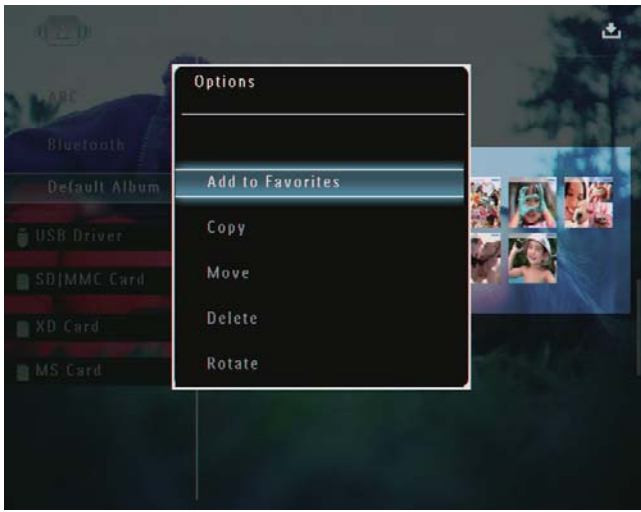 Options
Add to Favorites
Copy
Move
Delete
Rotate
ABC
Bluetooth
Default Album
USB Driver
SD|MMC Card
XD Card
MS Card